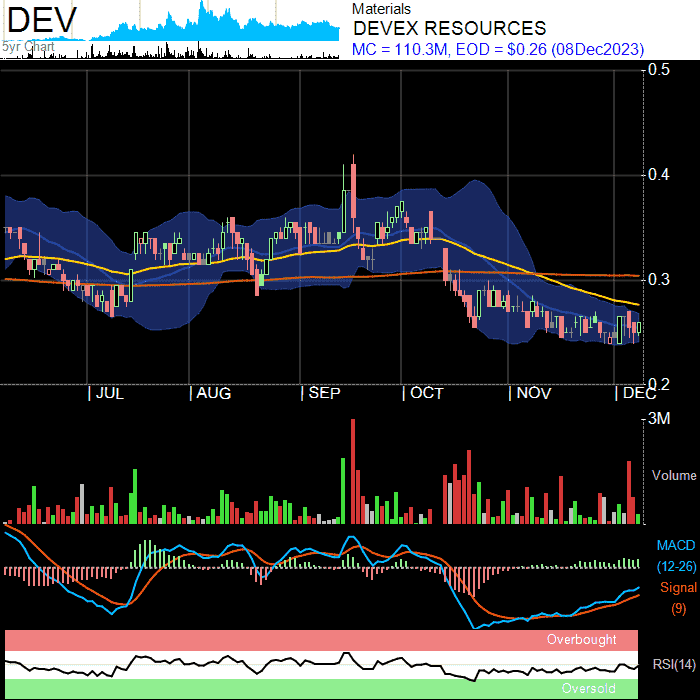 DEV
5yr Chart
Materials
DEVEX RESOURCES
MC = 110.3M, EOD = $0.26 (08Dec2023)
0.5
0.4
0.3
0.2
JUL
AUG
SEP
OCT
NOV
DEC
3M
Volume
MACD
(12-26)
Signal
(9)
Overbought
RSI(14)
Oversold